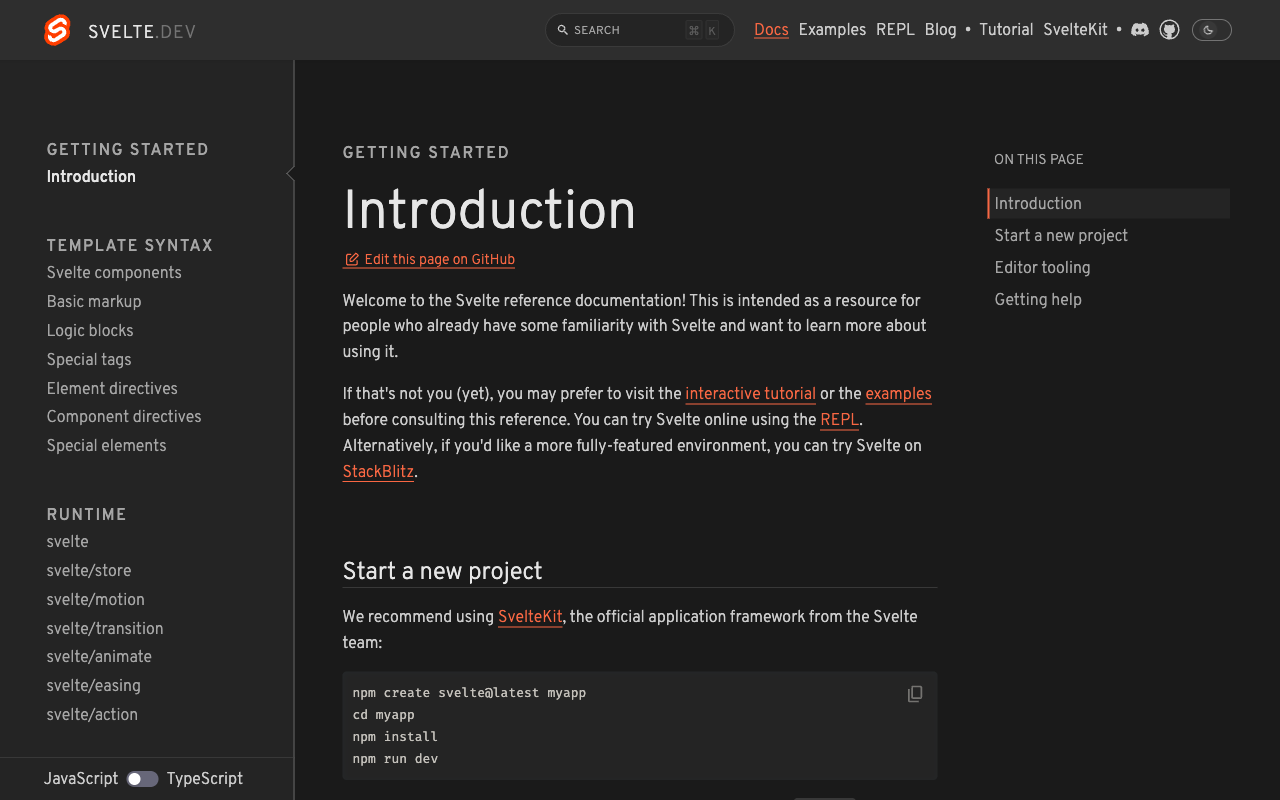 SVELTE.DEV
SEARCH ⌘ K
Docs Examples REPL Blog • Tutorial SvelteKit •
GETTING STARTED
Introduction
TEMPLATE SYNTAX
Svelte components
Basic markup
Logic blocks
Special tags
Element directives
Component directives
Special elements
RUNTIME
svelte
svelte/store
svelte/motion
svelte/transition
svelte/animate
svelte/easing
svelte/action
JavaScript TypeScript
GETTING STARTED
Introduction
Edit this page on GitHub
Welcome to the Svelte reference documentation! This is intended as a resource for
people who already have some familiarity with Svelte and want to learn more about
using it.
If that's not you (yet), you may prefer to visit the interactive tutorial or the examples
before consulting this reference. You can try Svelte online using the REPL.
Alternatively, if you'd like a more fully-featured environment, you can try Svelte on
StackBlitz.
Start a new project
We recommend using SvelteKit, the official application framework from the Svelte
team:
npm create svelte@latest myapp
cd myapp
npm install
npm run dev
ON THIS PAGE
Introduction
Start a new project
Editor tooling
Getting help